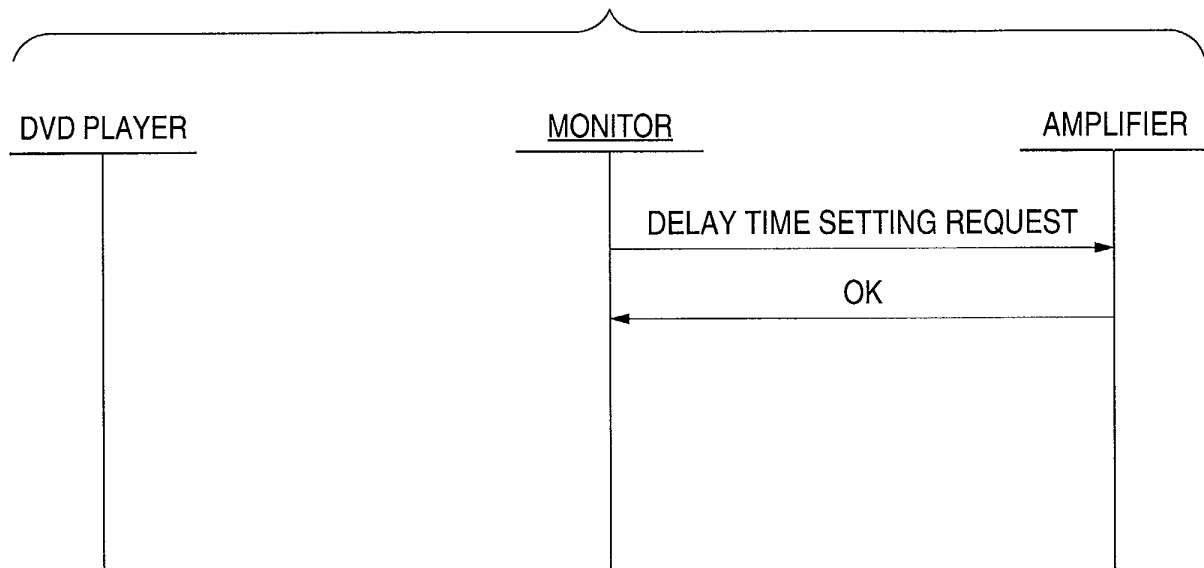 DVD PLAYER
MONITOR
AMPLIFIER
DELAY TIME SETTING REQUEST
OK